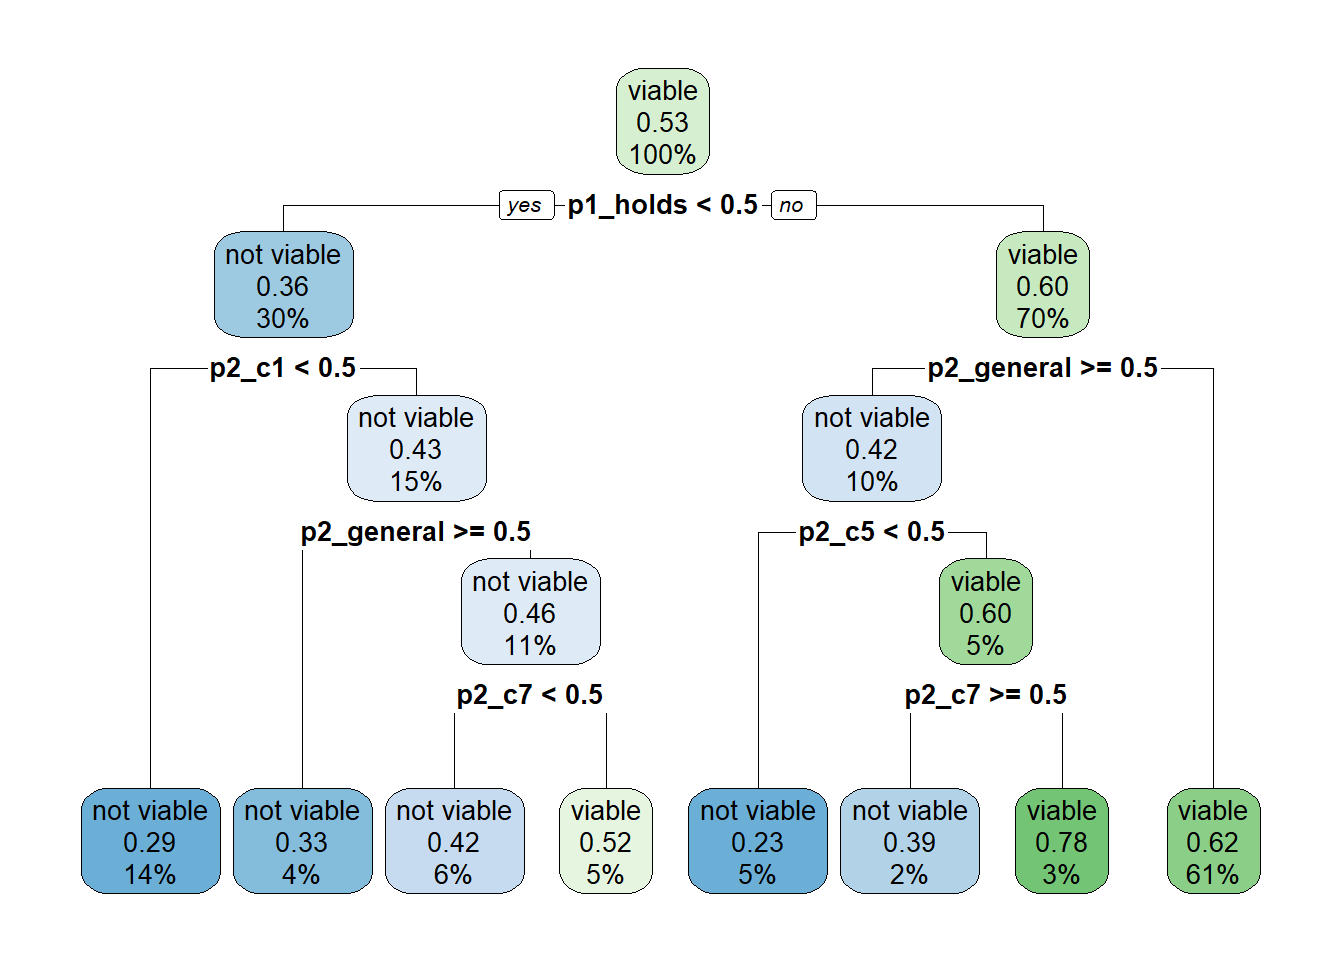 viable
0.53
100%
yes
p1_holds < 0.5
no
not viable
0.36
30%
viable
0.60
70%
p2_c1 < 0.5
p2_general >= 0.5
not viable
0.43
15%
not viable
0.42
10%
p2_general >= 0.5
p2_c5 < 0.5
not viable
0.46
11%
viable
0.60
5%
p2_c7 < 0.5
p2_c7 >= 0.5
not viable
0.29
14%
not viable
0.33
4%
not viable
0.42
6%
viable
0.52
5%
not viable
0.23
5%
not viable
0.39
2%
viable
0.78
3%
viable
0.62
61%